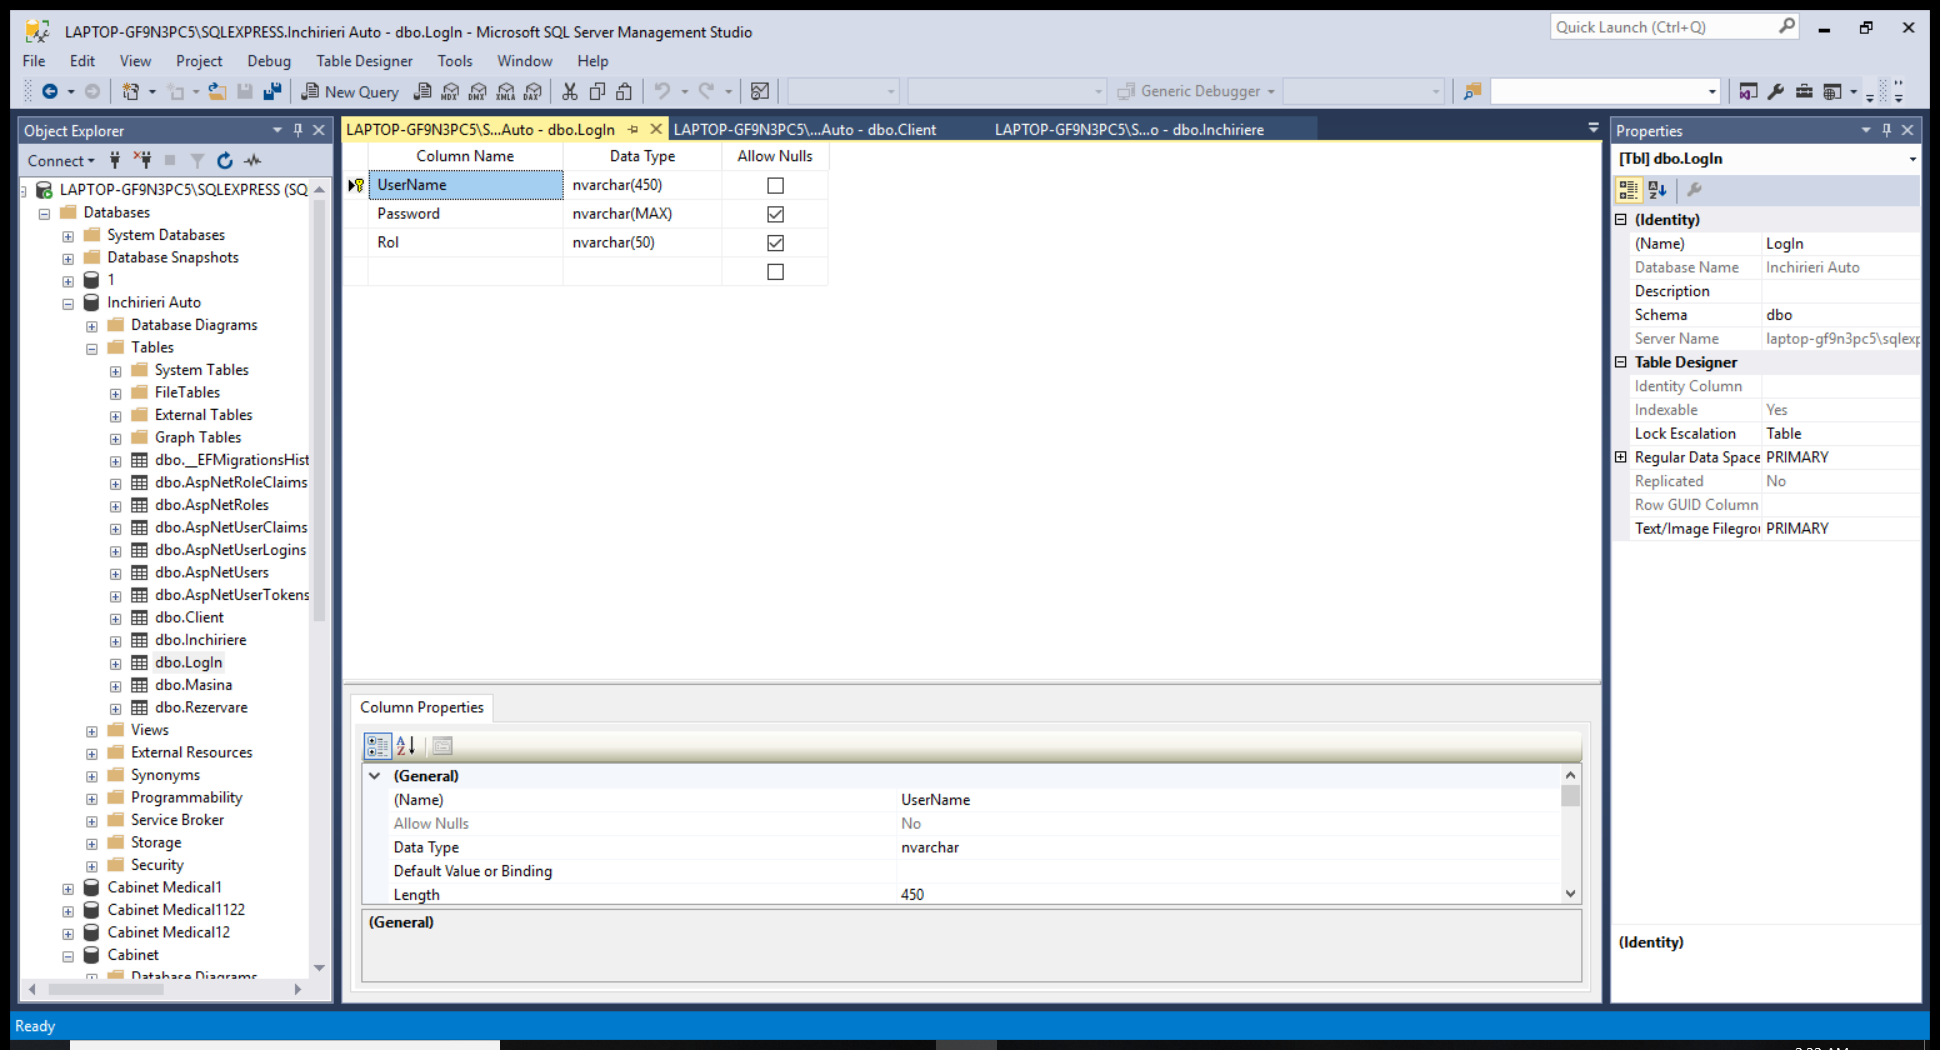 LAPTOP-GF9N3PC5\SQLEXPRESS.Inchirieri Auto - dbo.LogIn - Microsoft SQL Server Management Studio
Quick Launch (Ctrl+Q)
File Edit View Project Debug Table Designer Tools Window Help
New Query MDX DMX XMLA DAX Generic Debugger
Object Explorer
Connect
LAPTOP-GF9N3PC5\SQLEXPRESS (SQ
Databases
System Databases
Database Snapshots
1
Inchirieri Auto
Database Diagrams
Tables
System Tables
FileTables
External Tables
Graph Tables
dbo.__EFMigrationsHist
dbo.AspNetRoleClaims
dbo.AspNetRoles
dbo.AspNetUserClaims
dbo.AspNetUserLogins
dbo.AspNetUsers
dbo.AspNetUserTokens
dbo.Client
dbo.Inchiriere
dbo.LogIn
dbo.Masina
dbo.Rezervare
Views
External Resources
Synonyms
Programmability
Service Broker
Storage
Security
Cabinet Medical1
Cabinet Medical1122
Cabinet Medical12
Cabinet
Database Diagrams
LAPTOP-GF9N3PC5\S...Auto - dbo.LogIn
LAPTOP-GF9N3PC5\...Auto - dbo.Client
LAPTOP-GF9N3PC5\S...o - dbo.Inchiriere
Column Name Data Type Allow Nulls
UserName nvarchar(450)
Password nvarchar(MAX)
Rol nvarchar(50)
Column Properties
(General)
(Name) UserName
Allow Nulls No
Data Type nvarchar
Default Value or Binding
Length 450
(General)
Properties
[Tbl] dbo.LogIn
(Identity)
(Name) LogIn
Database Name Inchirieri Auto
Description
Schema dbo
Server Name laptop-gf9n3pc5\sqlexp
Table Designer
Identity Column
Indexable Yes
Lock Escalation Table
Regular Data Space PRIMARY
Replicated No
Row GUID Column
Text/Image Filegrou PRIMARY
(Identity)
Ready